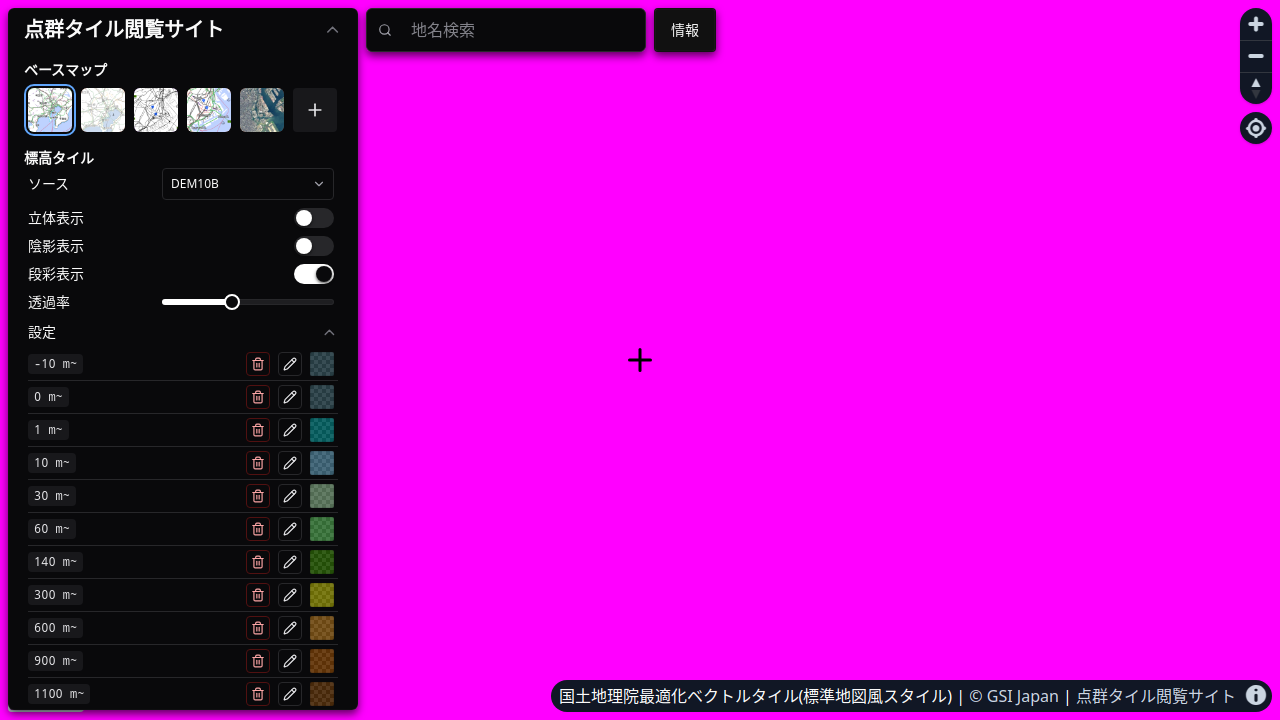 点群タイル閲覧サイト
地名検索
情報
ベースマップ
標高タイル
ソース
DEM10B
立体表示
陰影表示
段彩表示
透過率
設定
-10 m~
0 m~
1 m~
10 m~
30 m~
60 m~
140 m~
300 m~
600 m~
900 m~
1100 m~
国土地理院最適化ベクトルタイル(標準地図風スタイル) | © GSI Japan | 点群タイル閲覧サイト